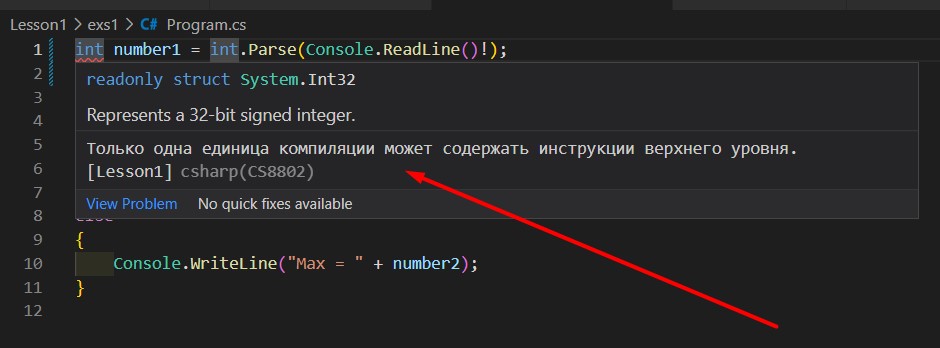 Lesson1 > exs1 > C# Program.cs
1 int number1 = int.Parse(Console.ReadLine()!);
2
readonly struct System.Int32
3
Represents a 32-bit signed integer.
4
5 Только одна единица компиляции может содержать инструкции верхнего уровня.
6 [Lesson1] csharp(CS8802)
7
View Problem No quick fixes available
8 else
9 {
10 Console.WriteLine("Max = " + number2);
11 }
12